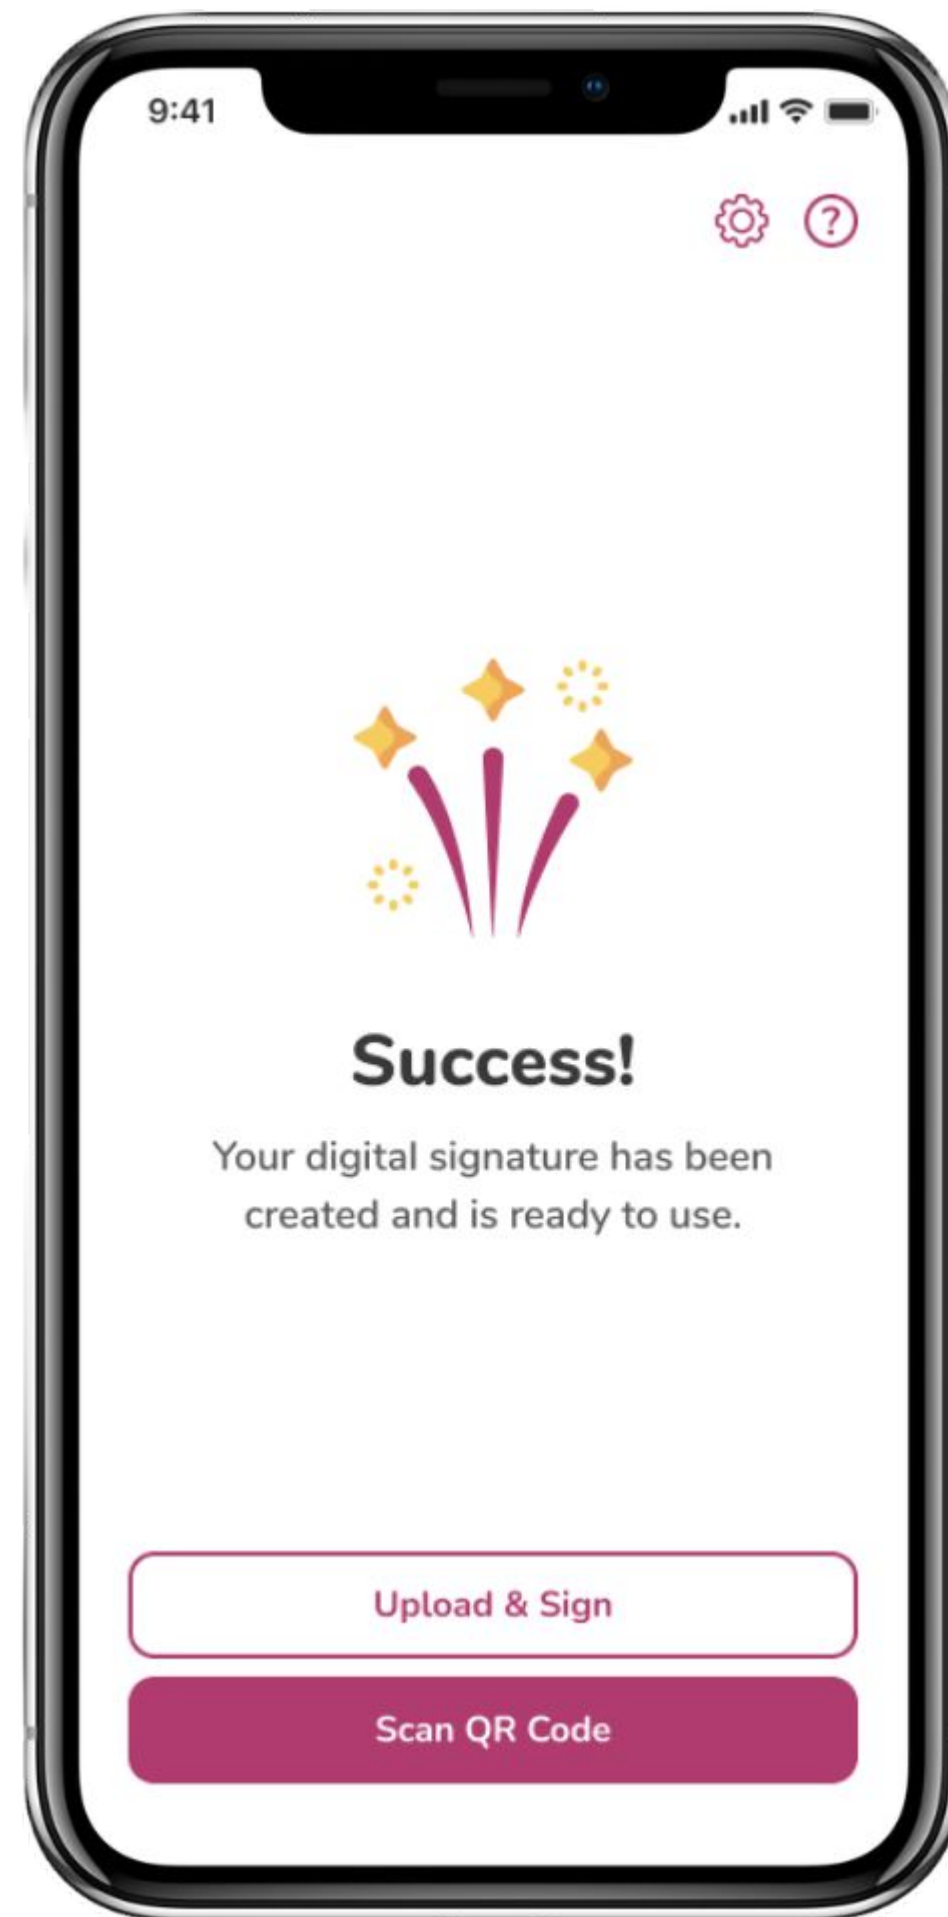 9:41
?
Success!
Your digital signature has been
created and is ready to use.
Upload & Sign
Scan QR Code